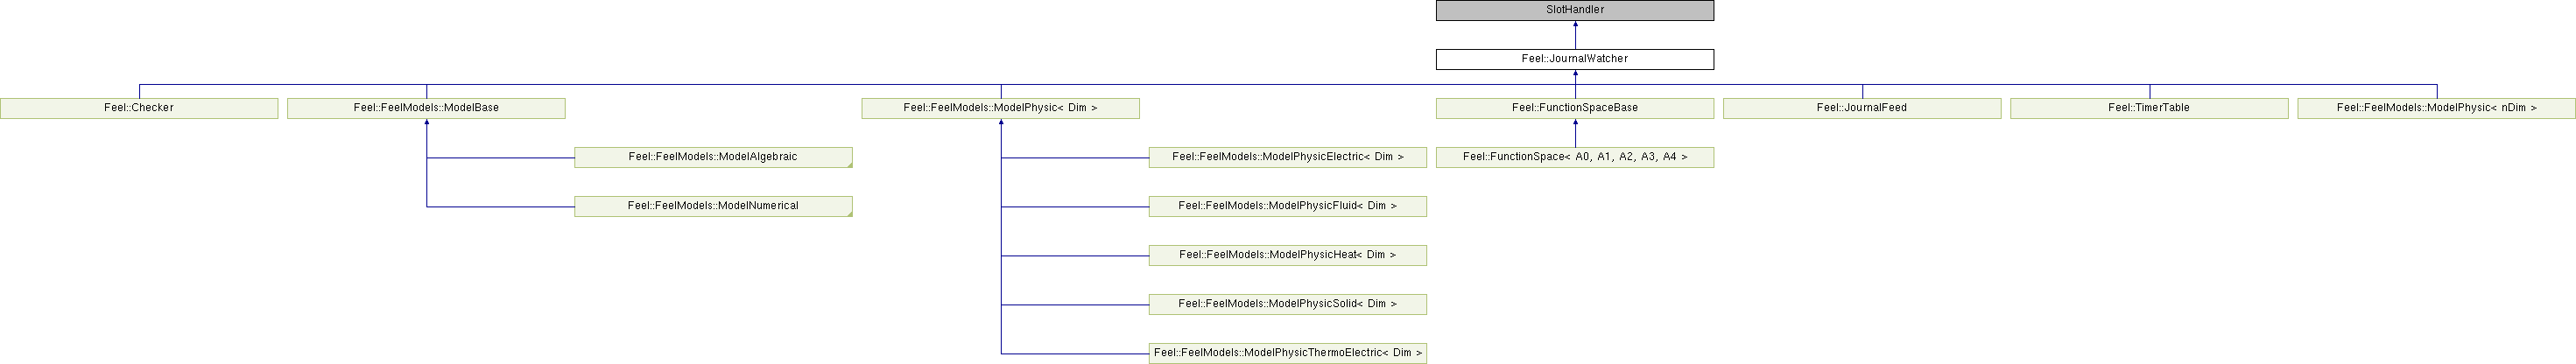 SlotHandler
Feel::JournalWatcher
Feel::Checker
Feel::FeelModels::ModelBase
Feel::FeelModels::ModelPhysic< Dim >
Feel::FunctionSpaceBase
Feel::JournalFeed
Feel::TimerTable
Feel::FeelModels::ModelPhysic< nDim >
Feel::FeelModels::ModelAlgebraic
Feel::FeelModels::ModelPhysicElectric< Dim >
Feel::FunctionSpace< A0, A1, A2, A3, A4 >
Feel::FeelModels::ModelNumerical
Feel::FeelModels::ModelPhysicFluid< Dim >
Feel::FeelModels::ModelPhysicHeat< Dim >
Feel::FeelModels::ModelPhysicSolid< Dim >
Feel::FeelModels::ModelPhysicThermoElectric< Dim >